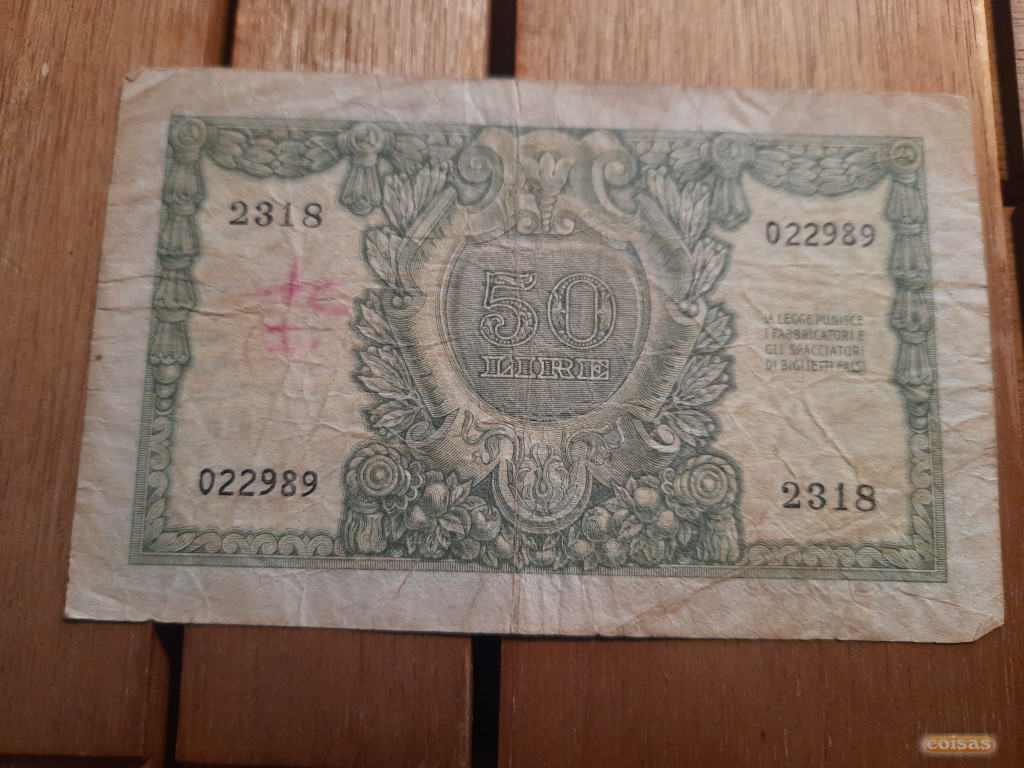 2318
022989
50
LIRE
LA LEGGE PUNISCE
I FABBRICATORI E
GLI SPACCIATORI
DI BIGLIETTI FALSI
022989
2318
coisas